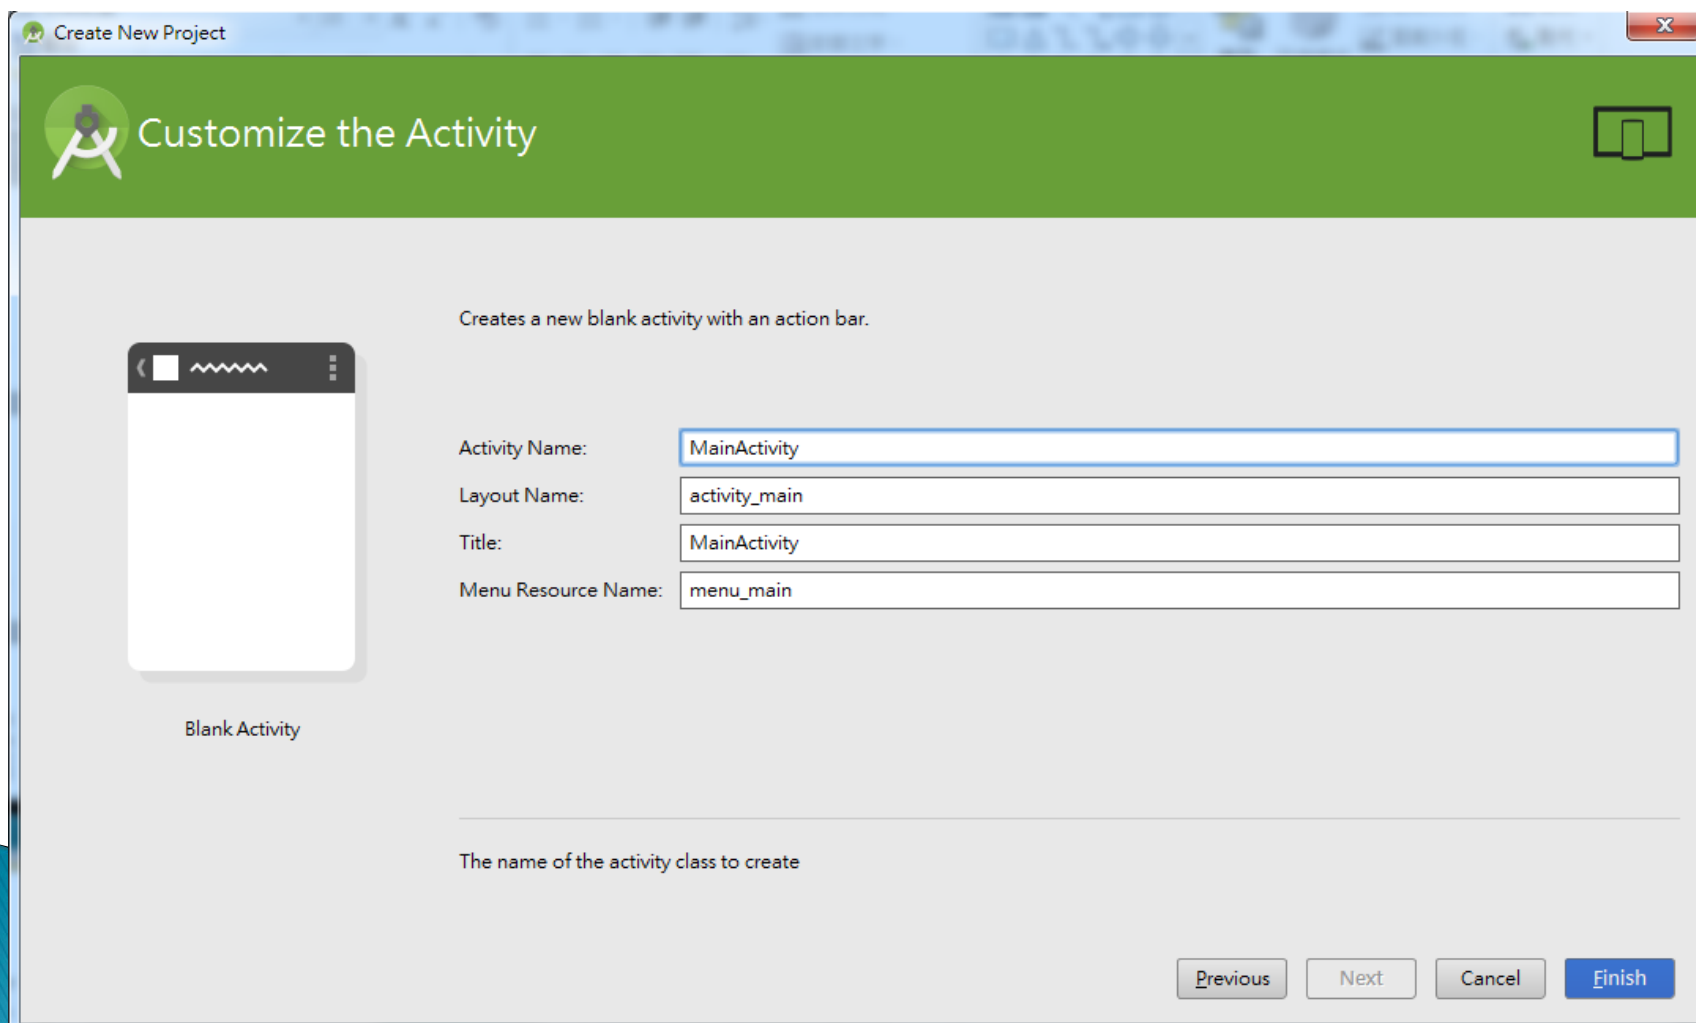 Create New Project
Customize the Activity
Creates a new blank activity with an action bar.
Activity Name: MainActivity
Layout Name: activity_main
Title: MainActivity
Menu Resource Name: menu_main
Blank Activity
The name of the activity class to create
Previous Next Cancel Finish